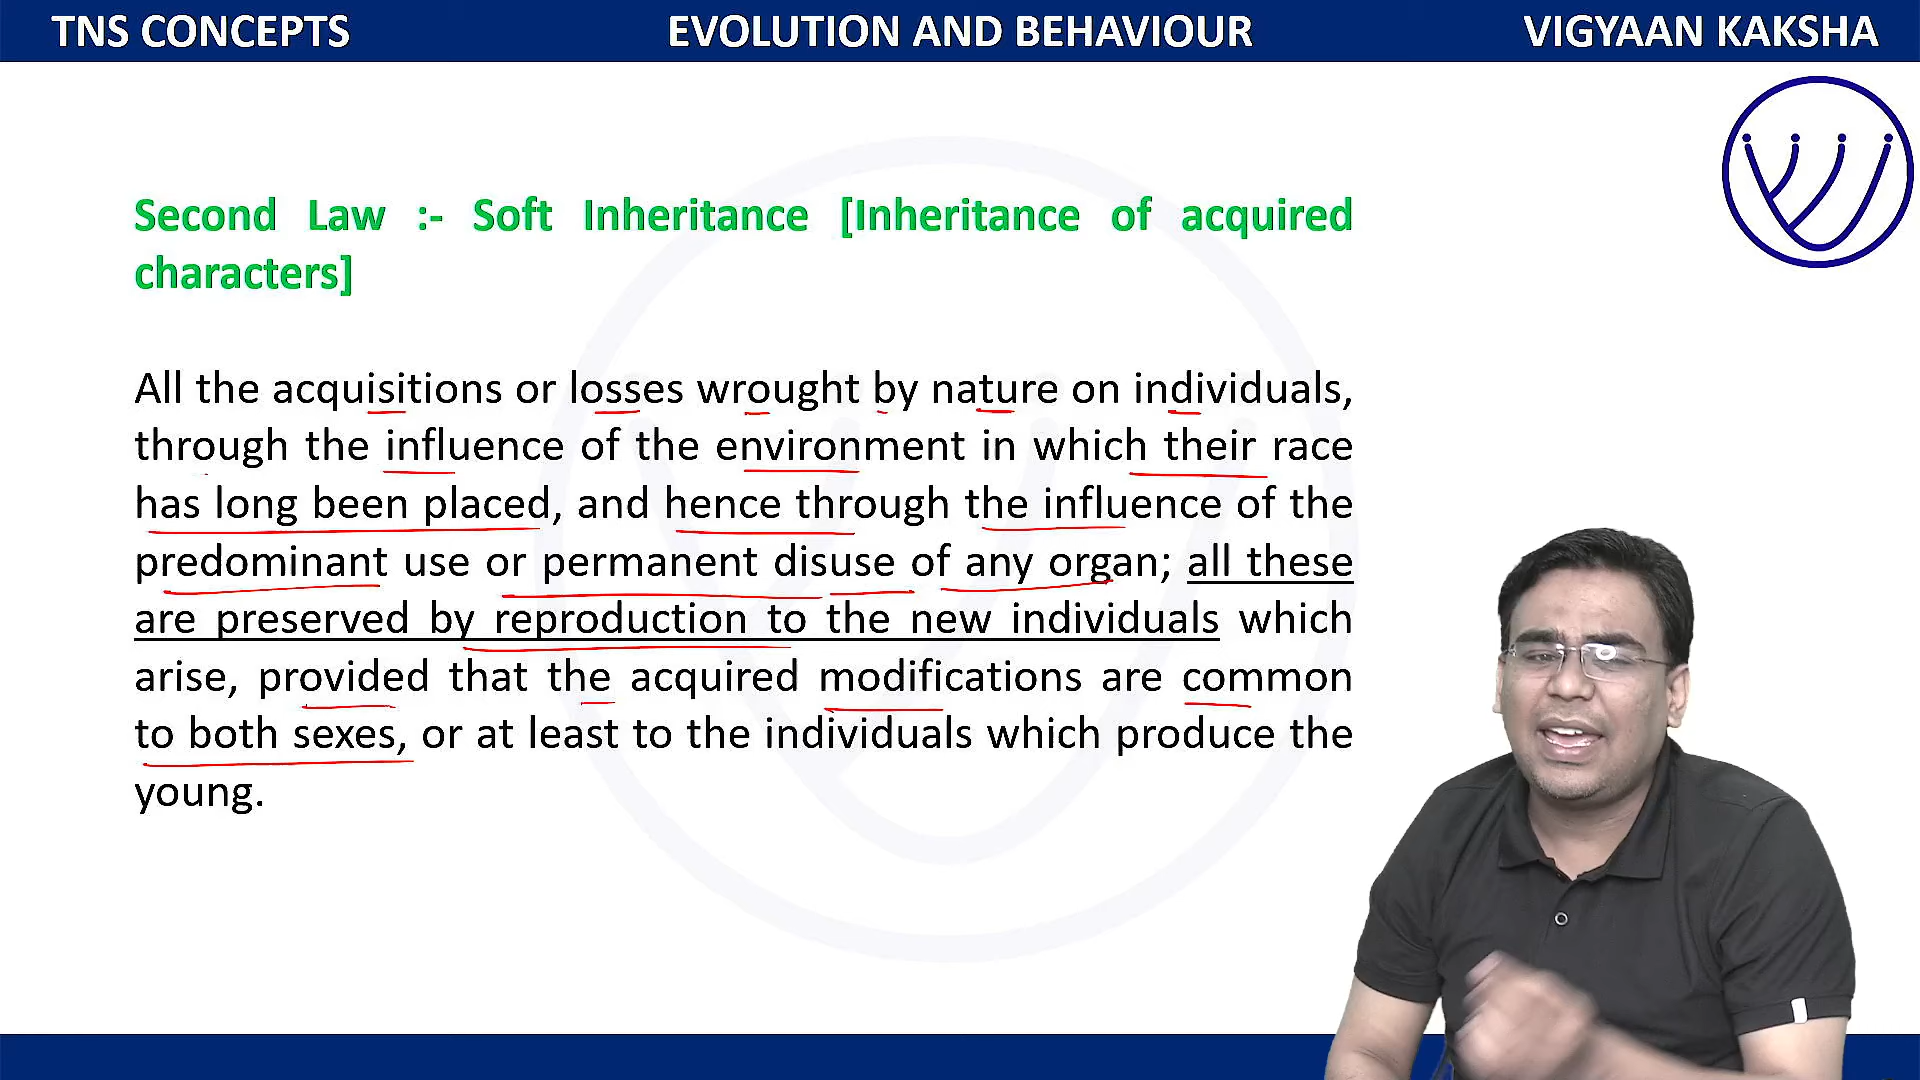 TNS CONCEPTS
EVOLUTION AND BEHAVIOUR
VIGYAAN KAKSHA
Second Law :- Soft Inheritance [Inheritance of acquired
characters]
All the acquisitions or losses wrought by nature on individuals,
through the influence of the environment in which their race
has long been placed, and hence through the influence of the
predominant use or permanent disuse of any organ; all these
are preserved by reproduction to the new individuals which
arise, provided that the acquired modifications are common
to both sexes, or at least to the individuals which produce the
young.